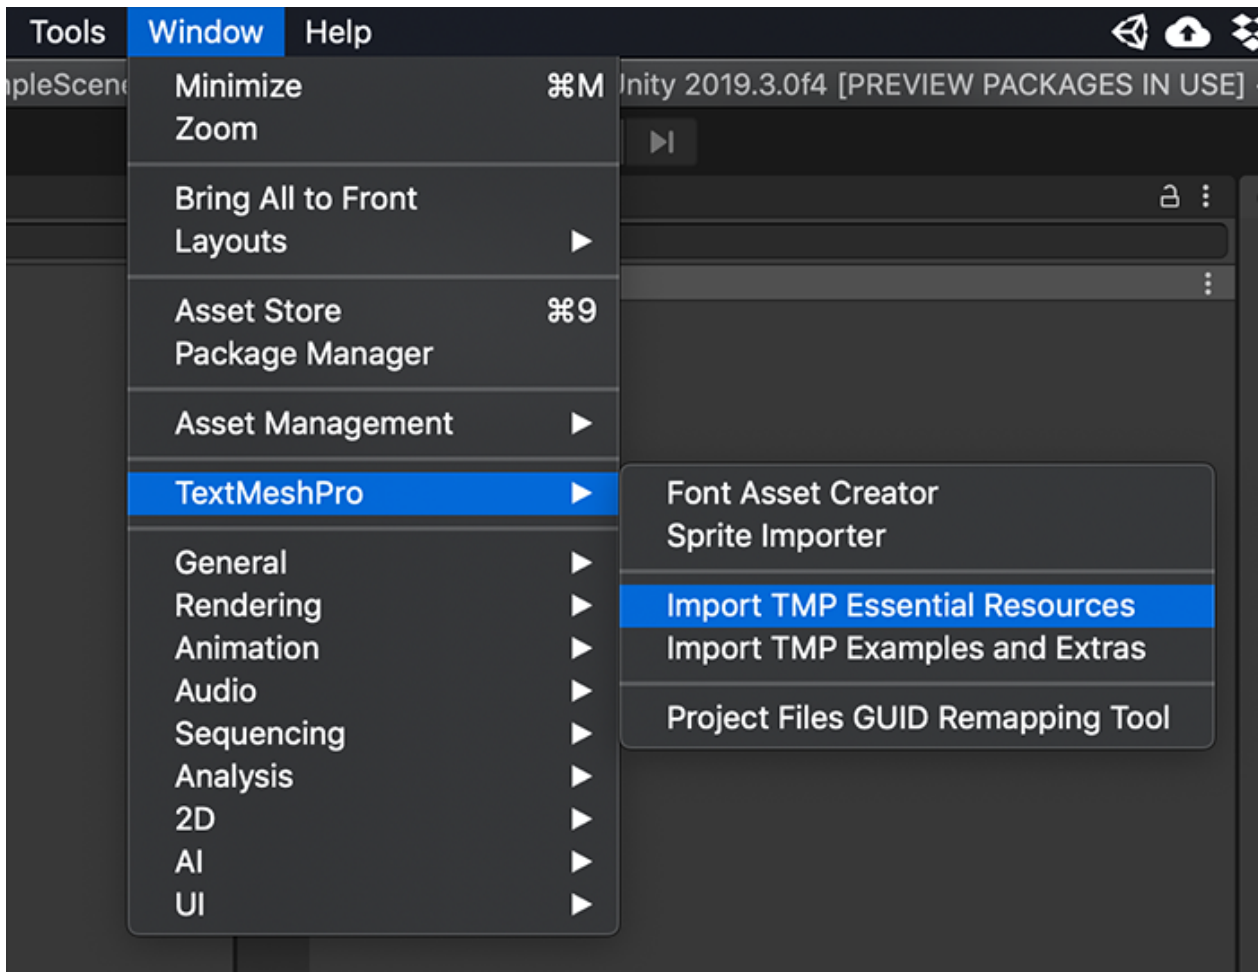 Tools Window Help
Minimize ⌘M
Zoom
Unity 2019.3.0f4 [PREVIEW PACKAGES IN USE] -
Bring All to Front
Layouts
Asset Store ⌘9
Package Manager
Asset Management
TextMeshPro
Font Asset Creator
Sprite Importer
Import TMP Essential Resources
Import TMP Examples and Extras
Project Files GUID Remapping Tool
General
Rendering
Animation
Audio
Sequencing
Analysis
2D
AI
UI